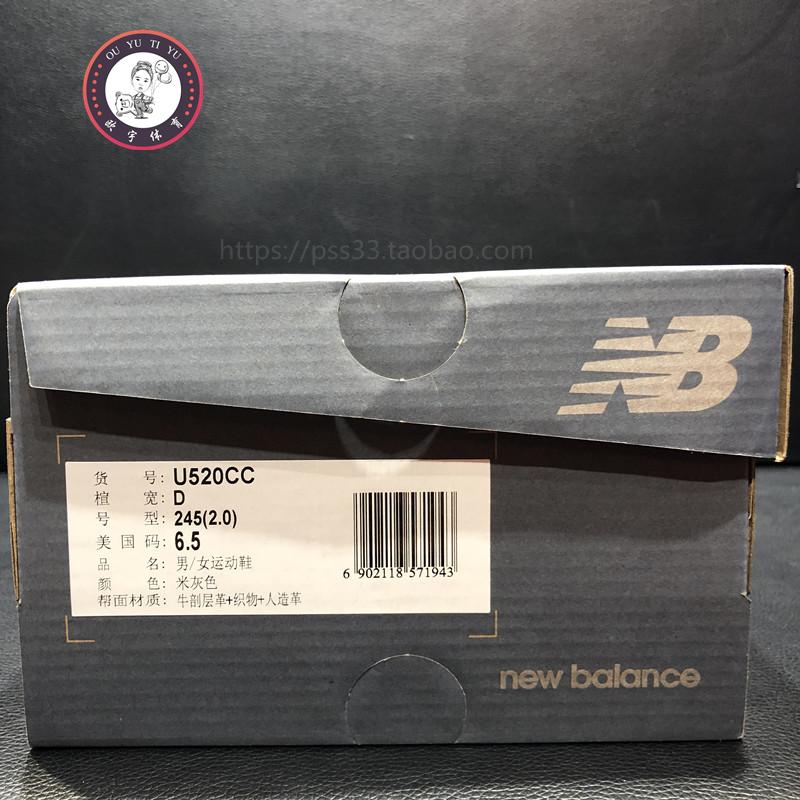 OU YU TI YU
欧宇体育
https://pss33.taobao.com
NB
货 号: U520CC
楦 宽: D
号 型: 245(2.0)
美 国 码: 6.5
品 名: 男/女运动鞋
颜 色: 米灰色
帮面材质: 牛剖层革+织物+人造革
6 902118 571943
new balance